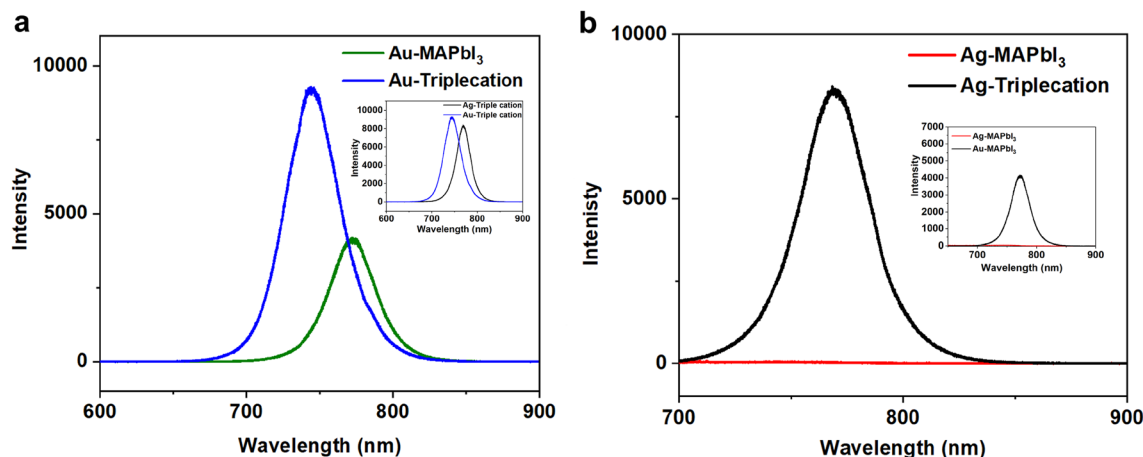 a
Au-MAPbI₃
Au-Triplecation
10000
5000
0
Intensity
600
700
800
900
Wavelength (nm)
Ag-Triple cation
Au-Triple cation
10000
8000
6000
4000
2000
0
Intensity
600
700
800
900
Wavelength (nm)
b
Ag-MAPbI₃
Ag-Triplecation
10000
5000
0
Intenisty
700
800
900
Wavelength (nm)
Ag-MAPbI₃
Au-MAPbI₃
7000
6000
5000
4000
3000
2000
1000
0
Intensity
700
800
900
Wavelength (nm)